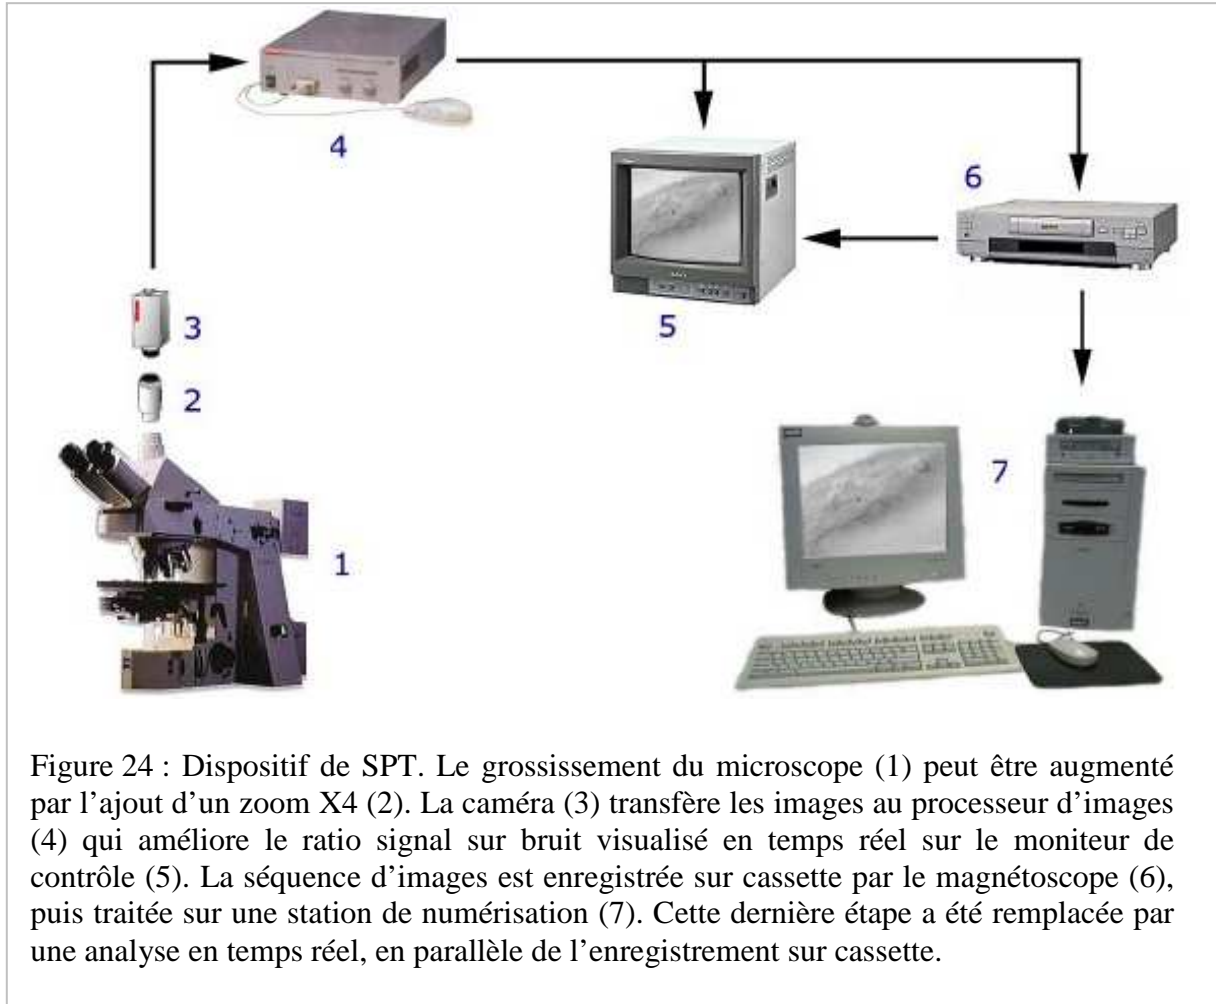 4
6
5
3
2
7
1
Figure 24 : Dispositif de SPT. Le grossissement du microscope (1) peut être augmenté
par l’ajout d’un zoom X4 (2). La caméra (3) transfère les images au processeur d’images
(4) qui améliore le ratio signal sur bruit visualisé en temps réel sur le moniteur de
contrôle (5). La séquence d’images est enregistrée sur cassette par le magnétoscope (6),
puis traitée sur une station de numérisation (7). Cette dernière étape a été remplacée par
une analyse en temps réel, en parallèle de l’enregistrement sur cassette.